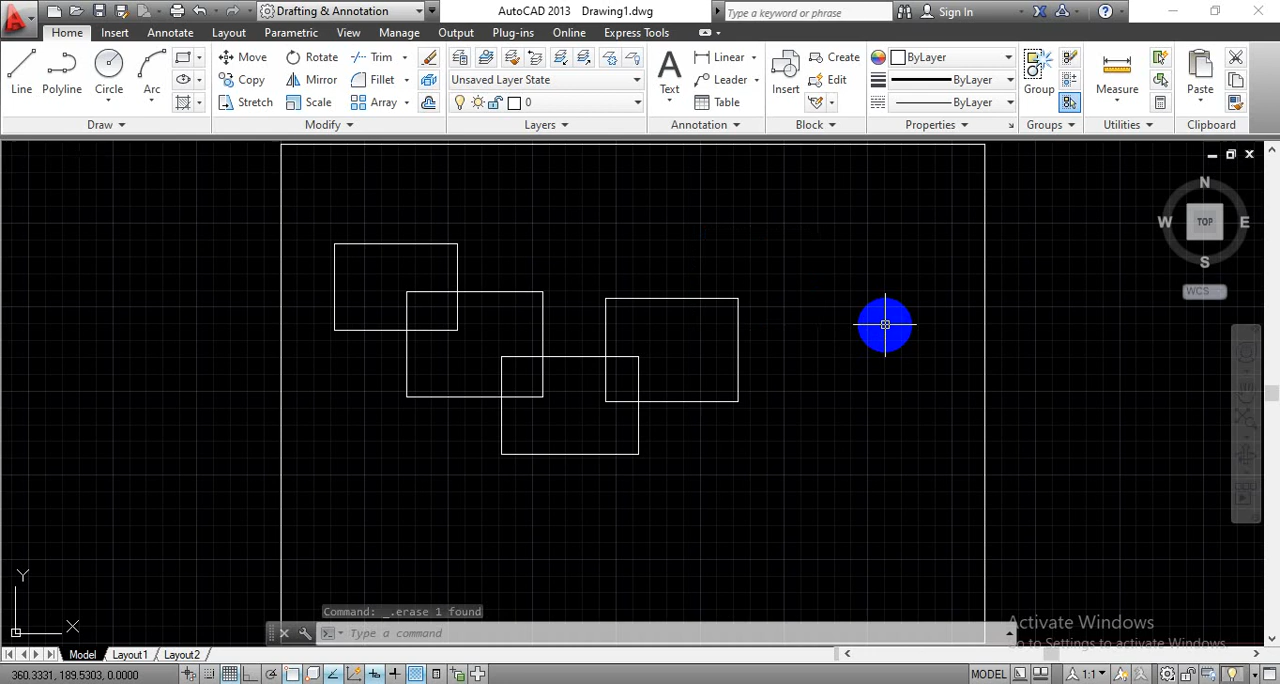 Drafting & Annotation
AutoCAD 2013 Drawing1.dwg
Type a keyword or phrase
Sign In
Home Insert Annotate Layout Parametric View Manage Output Plug-ins Online Express Tools
Line Polyline Circle Arc
Move Rotate Trim
Copy Mirror Fillet
Stretch Scale Array
Unsaved Layer State
0
Text
Linear
Leader
Table
Insert
Create
Edit
ByLayer
ByLayer
ByLayer
Group
Measure
Paste
Draw Modify Layers Annotation Block Properties Groups Utilities Clipboard
N
W TOP E
S
WCS
Y
X
Command: _.erase 1 found
Type a command
Activate Windows
Go to Settings to activate Windows.
Model Layout1 Layout2
360.3331, 189.5303, 0.0000
MODEL
1:1